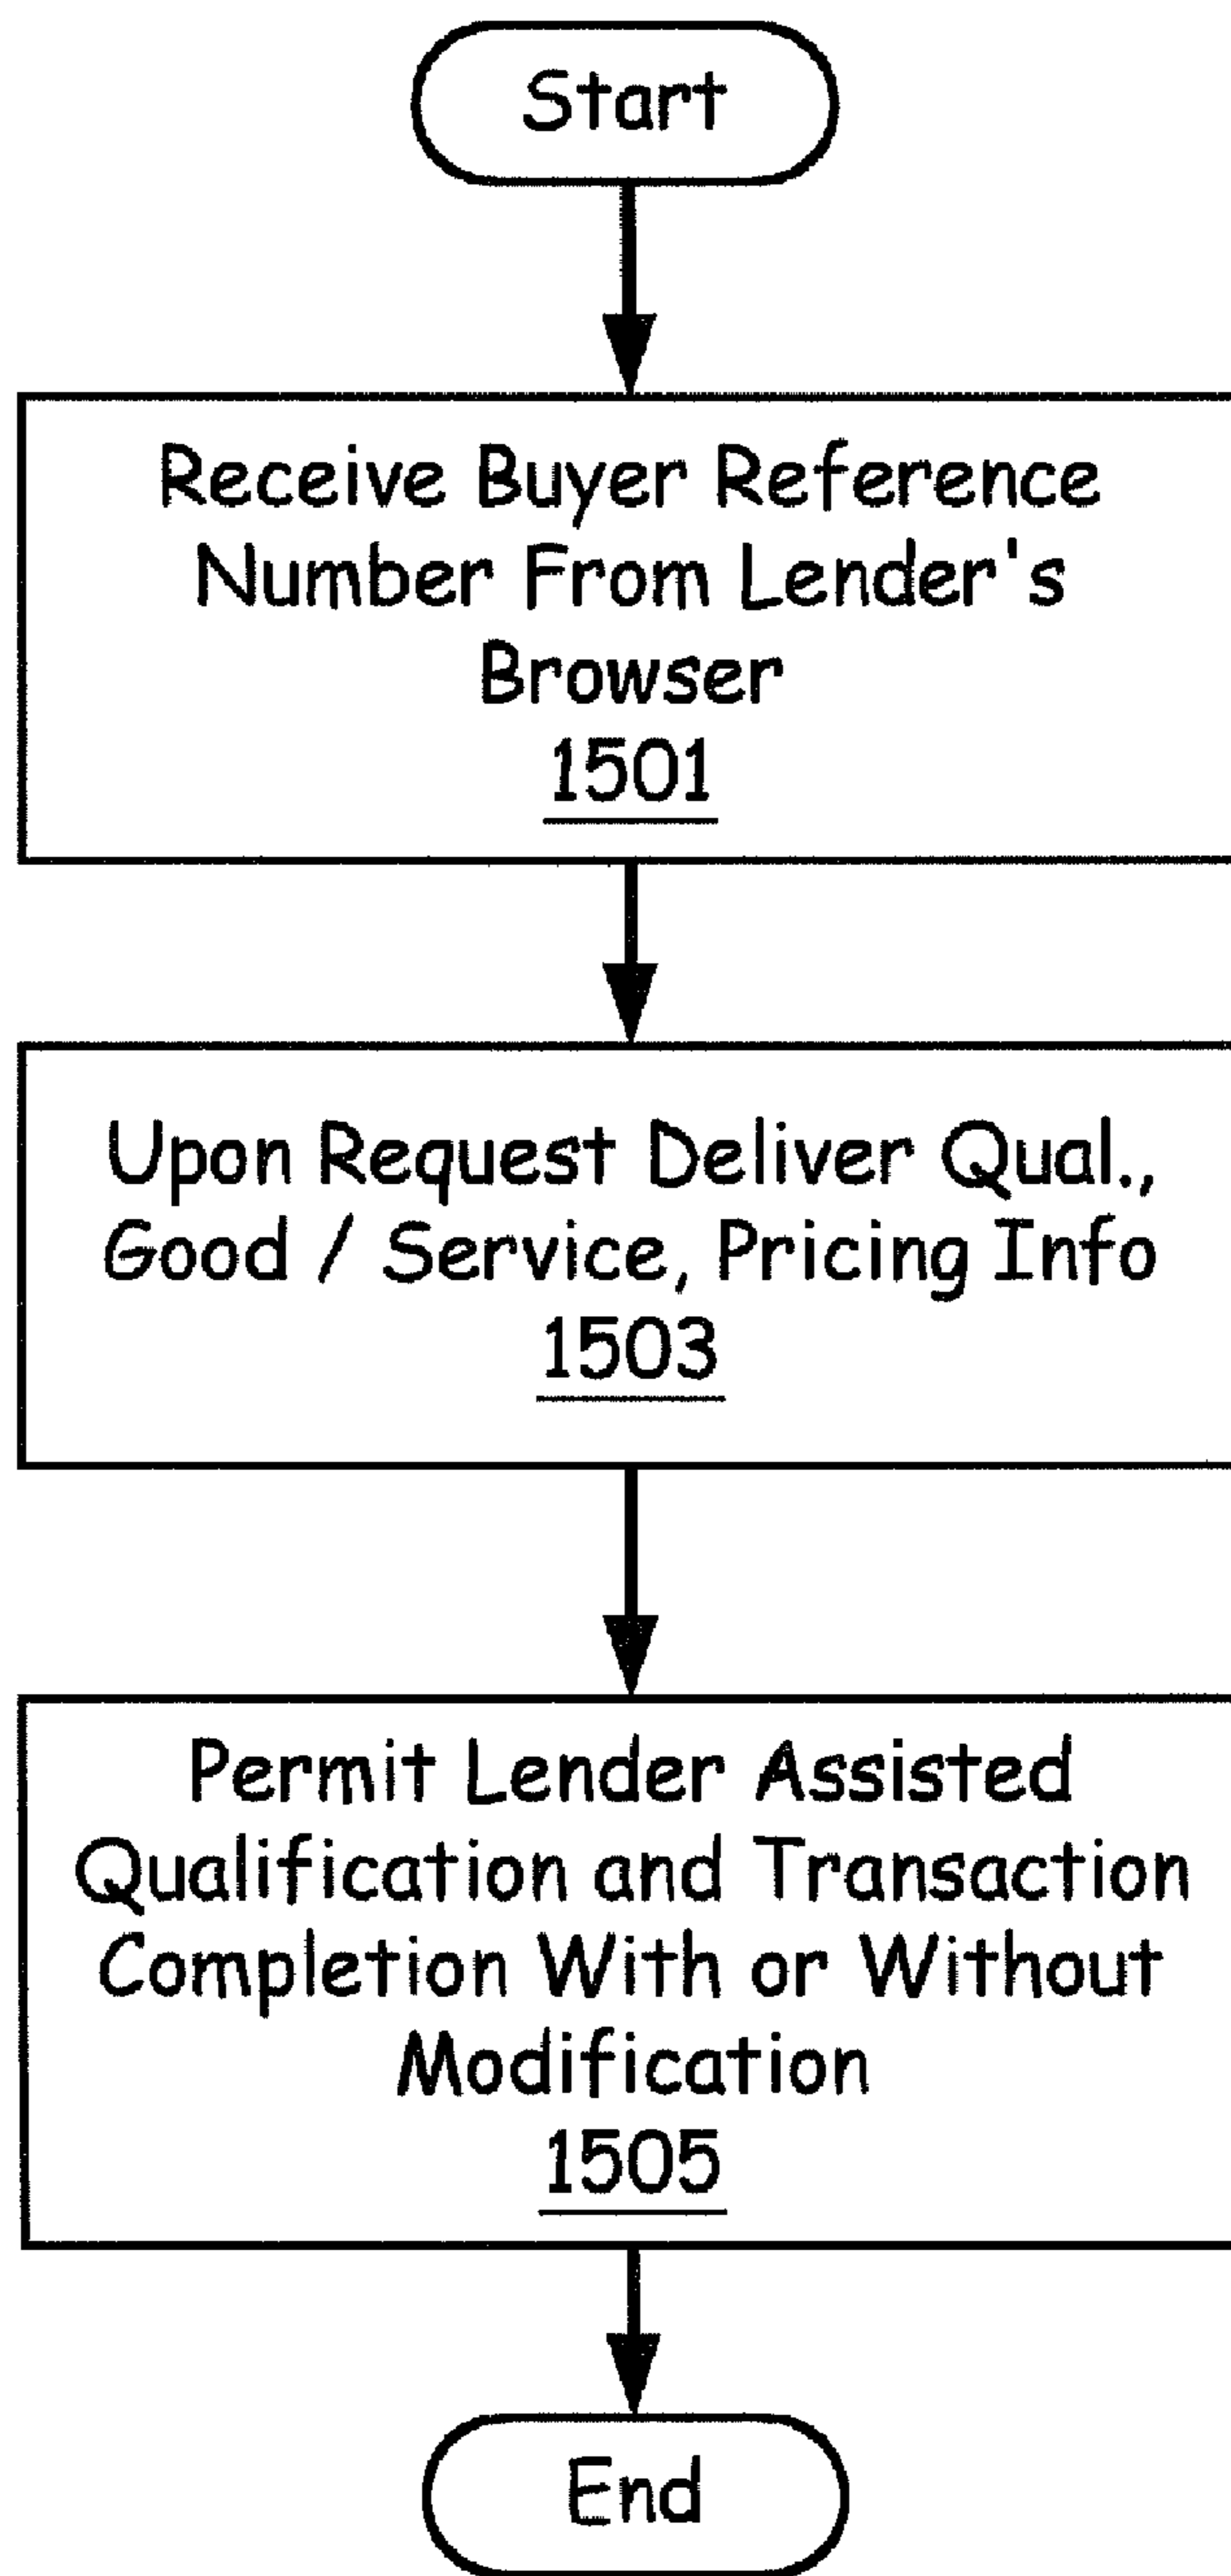 Start
Receive Buyer Reference
Number From Lender's
Browser
1501
Upon Request Deliver Qual.,
Good / Service, Pricing Info
1503
Permit Lender Assisted
Qualification and Transaction
Completion With or Without
Modification
1505
End